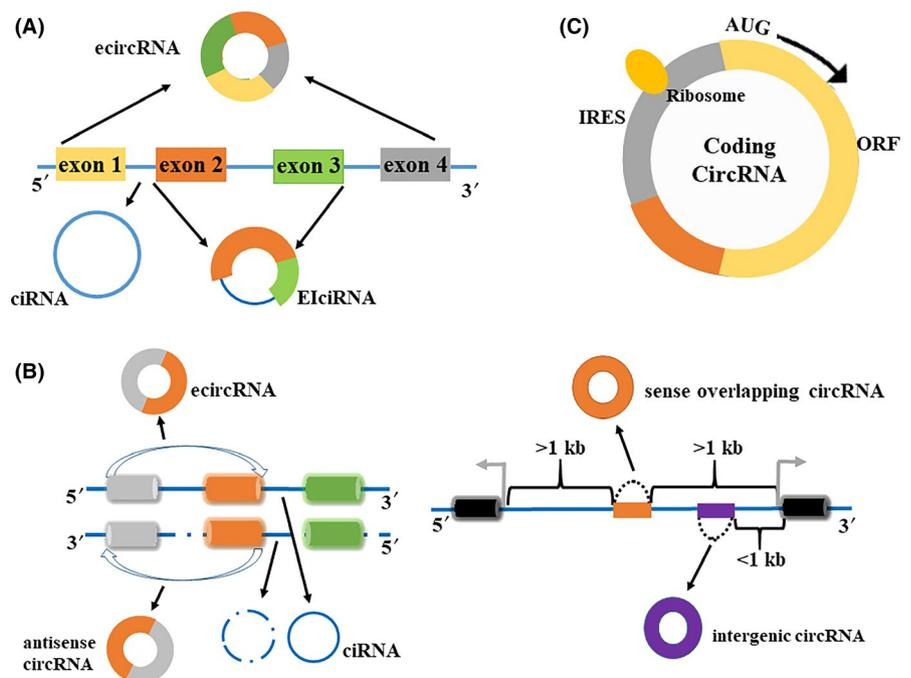 (A)
ecircRNA
exon 1 exon 2 exon 3 exon 4
5′ 3′
ciRNA
EIciRNA
(C)
AUG
Ribosome
IRES
ORF
Coding
CircRNA
(B)
ecircRNA
5′ 3′
3′ 5′
antisense
circRNA
ciRNA
sense overlapping circRNA
>1 kb >1 kb
5′ 3′
<1 kb
intergenic circRNA